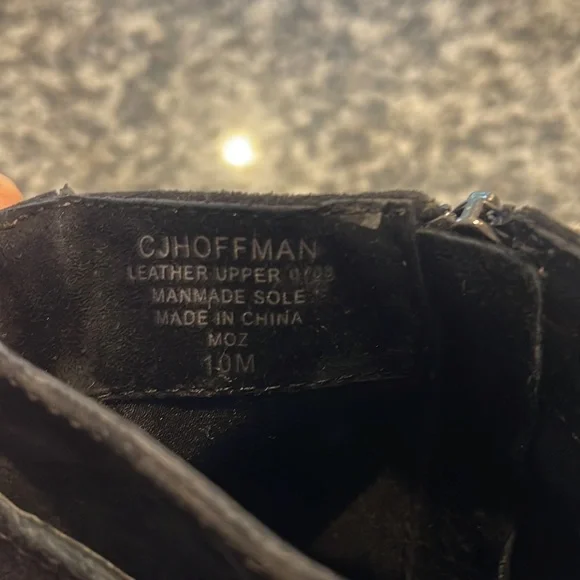 CJHOFFMAN
LEATHER UPPER
MANMADE SOLE
MADE IN CHINA
MOZ
10M